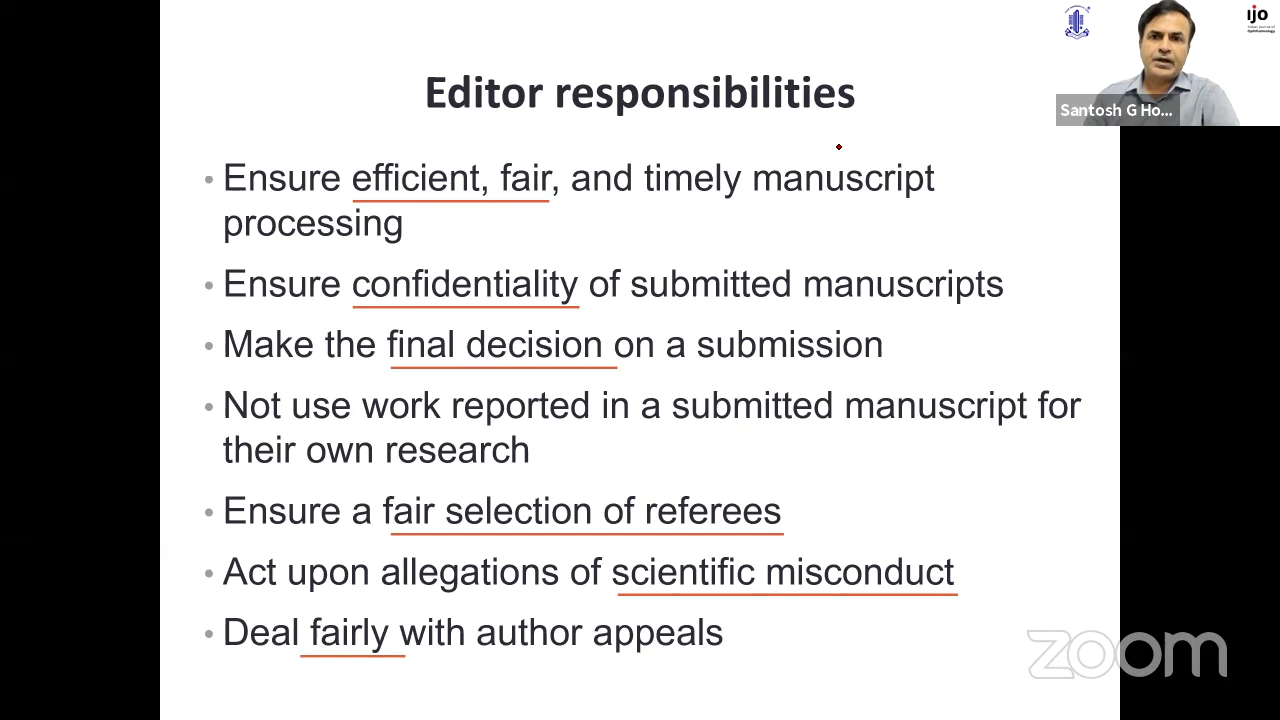 ijo
Santosh G Ho...
Editor responsibilities
• Ensure efficient, fair, and timely manuscript
processing
• Ensure confidentiality of submitted manuscripts
• Make the final decision on a submission
• Not use work reported in a submitted manuscript for
their own research
• Ensure a fair selection of referees
• Act upon allegations of scientific misconduct
• Deal fairly with author appeals
zoom